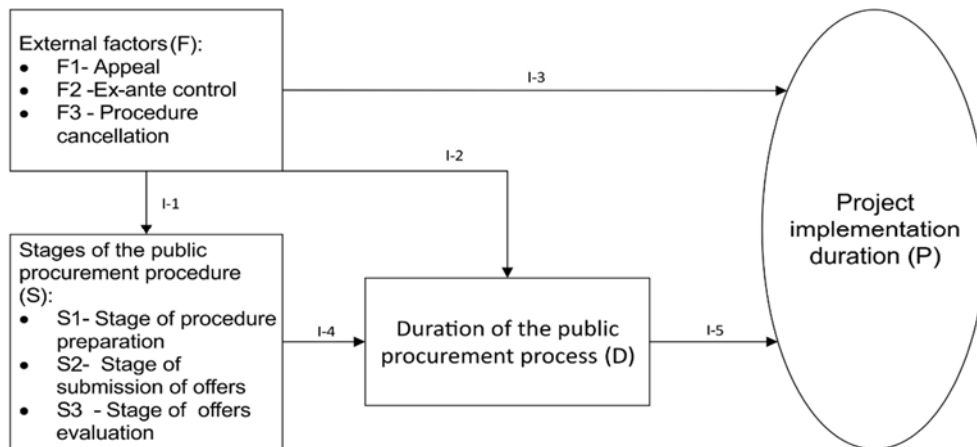 External factors (F):
• F1- Appeal
• F2 -Ex-ante control
• F3 - Procedure
cancellation
I-3
I-2
I-1
Project
implementation
duration (P)
Stages of the public
procurement procedure
(S):
• S1- Stage of procedure
preparation
• S2- Stage of
submission of offers
• S3 - Stage of offers
evaluation
I-4
Duration of the public
procurement process (D)
I-5